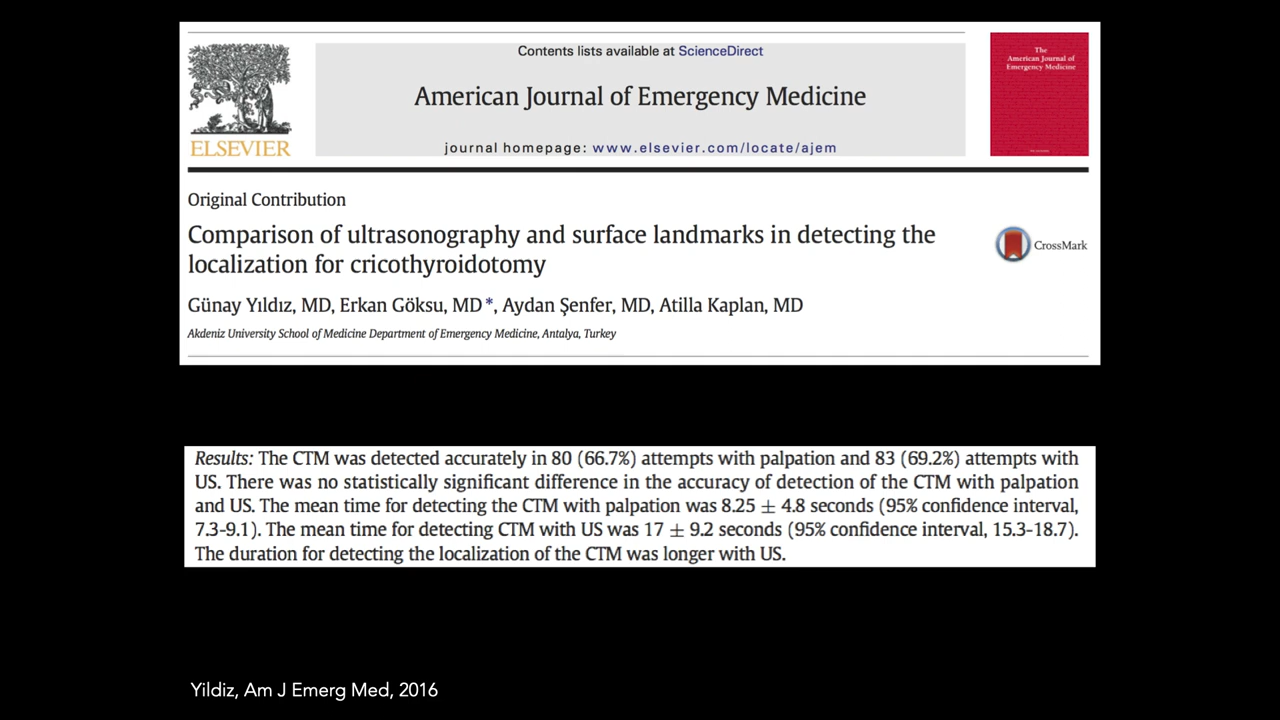 Contents lists available at ScienceDirect
American Journal of Emergency Medicine
journal homepage: www.elsevier.com/locate/ajem
ELSEVIER
The
American Journal of
Emergency Medicine
Original Contribution
Comparison of ultrasonography and surface landmarks in detecting the
localization for cricothyroidotomy
CrossMark
Günay Yıldız, MD, Erkan Göksu, MD *, Aydan Şenfer, MD, Atilla Kaplan, MD
Akdeniz University School of Medicine Department of Emergency Medicine, Antalya, Turkey
Results: The CTM was detected accurately in 80 (66.7%) attempts with palpation and 83 (69.2%) attempts with
US. There was no statistically significant difference in the accuracy of detection of the CTM with palpation
and US. The mean time for detecting the CTM with palpation was 8.25 ± 4.8 seconds (95% confidence interval,
7.3-9.1). The mean time for detecting CTM with US was 17 ± 9.2 seconds (95% confidence interval, 15.3-18.7).
The duration for detecting the localization of the CTM was longer with US.
Yildiz, Am J Emerg Med, 2016